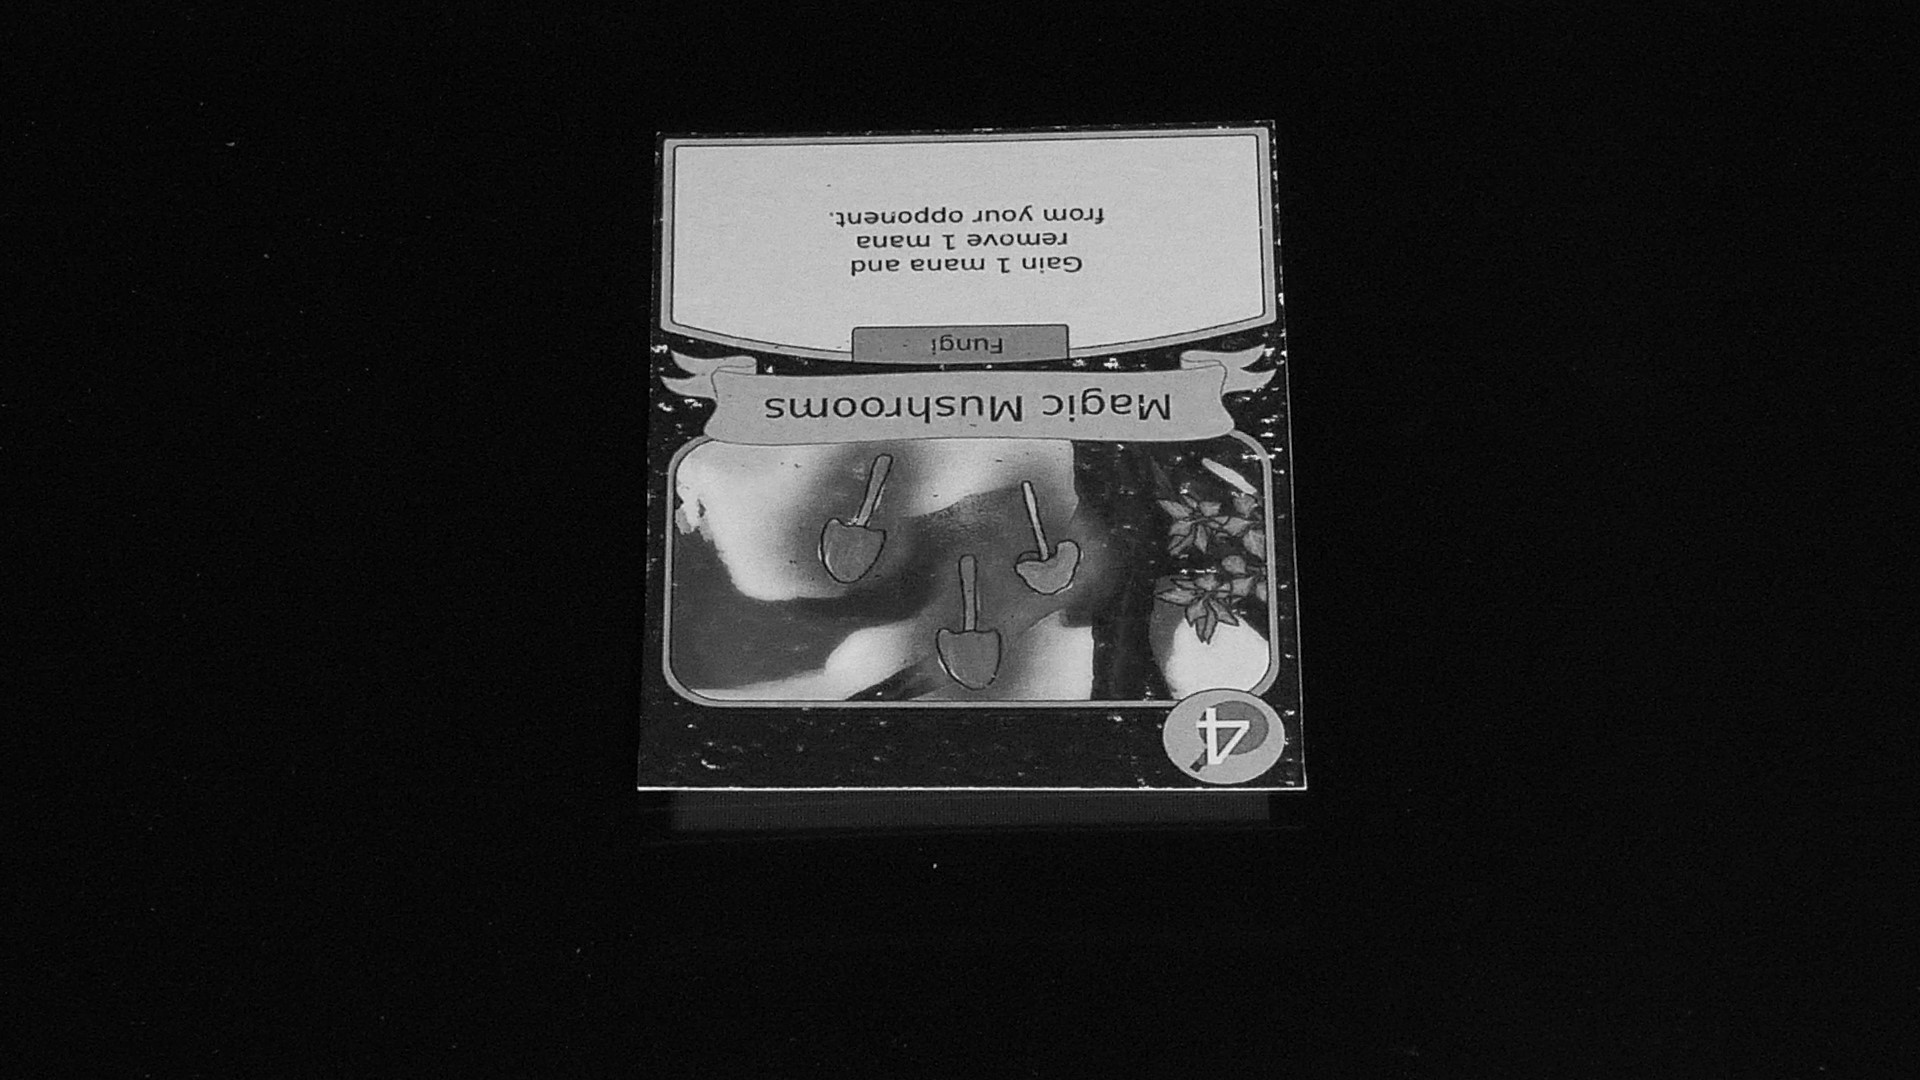 4
Magic Mushrooms
Fungi
Gain 1 mana and
remove 1 mana
from your opponent.